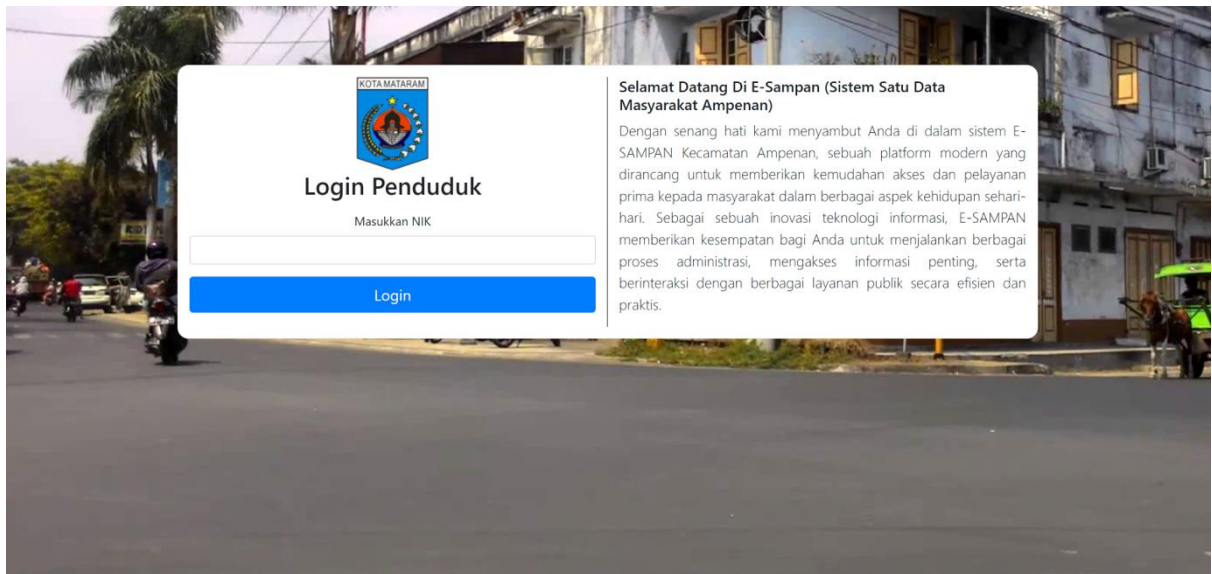 KOTA MATARAM
Login Penduduk
Masukkan NIK
Login
Selamat Datang Di E-Sampan (Sistem Satu Data
Masyarakat Ampenan)
Dengan senang hati kami menyambut Anda di dalam sistem E-
SAMPAN Kecamatan Ampenan, sebuah platform modern yang
dirancang untuk memberikan kemudahan akses dan pelayanan
prima kepada masyarakat dalam berbagai aspek kehidupan sehari-
hari. Sebagai sebuah inovasi teknologi informasi, E-SAMPAN
memberikan kesempatan bagi Anda untuk menjalankan berbagai
proses administrasi, mengakses informasi penting, serta
berinteraksi dengan berbagai layanan publik secara efisien dan
praktis.